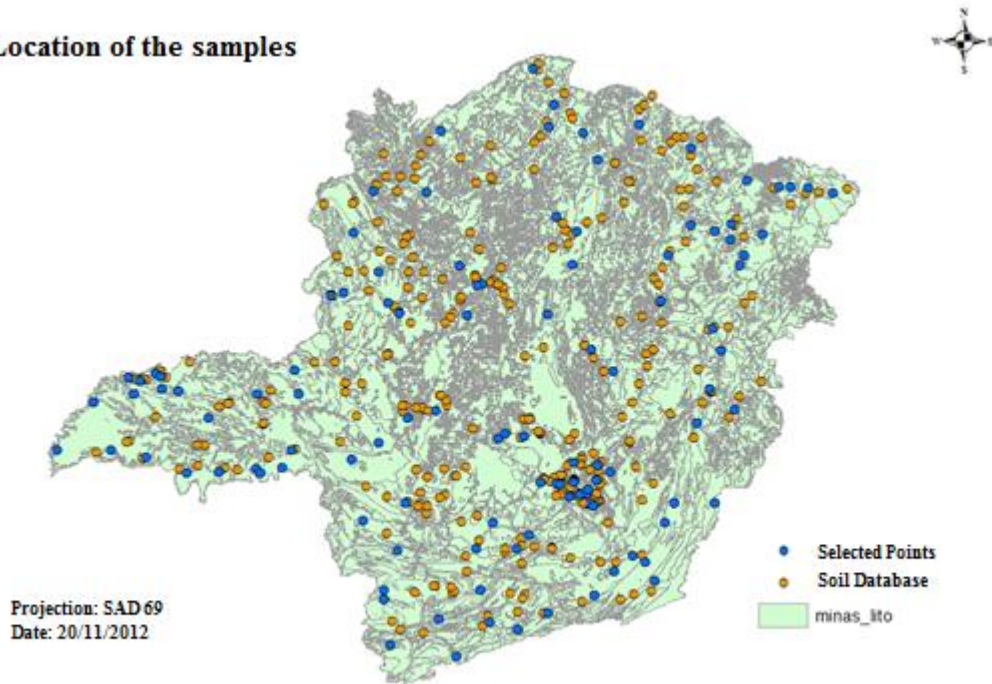 Location of the samples
N
W
S
Selected Points
Soil Database
minas_lito
Projection: SAD 69
Date: 20/11/2012